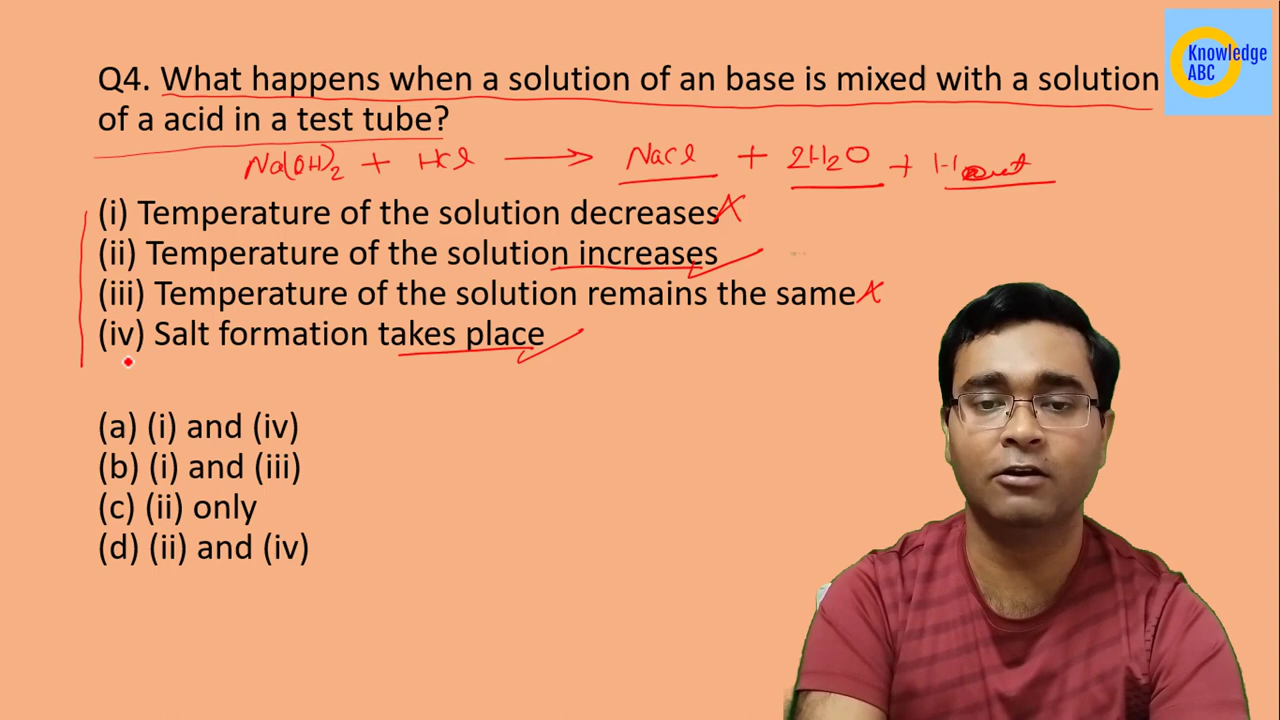 Knowledge
ABC
Q4. What happens when a solution of an base is mixed with a solution
of a acid in a test tube?
Na(OH)2 + HCl → NaCl + 2H2O +
(i) Temperature of the solution decreases
(ii) Temperature of the solution increases
(iii) Temperature of the solution remains the same
(iv) Salt formation takes place
(a) (i) and (iv)
(b) (i) and (iii)
(c) (ii) only
(d) (ii) and (iv)